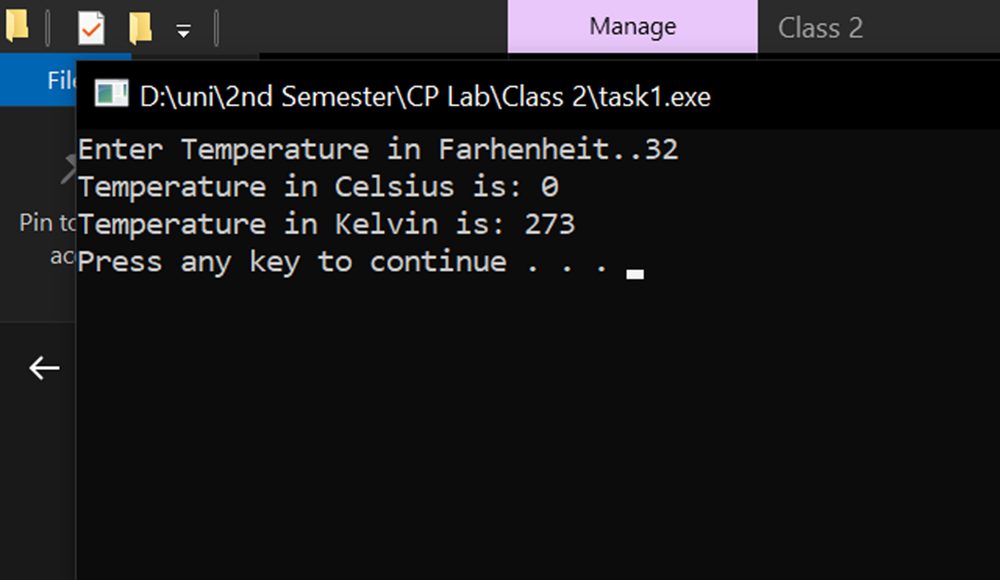 Manage
Class 2
File
D:\uni\2nd Semester\CP Lab\Class 2\task1.exe
Enter Temperature in Farhenheit..32
Temperature in Celsius is: 0
Pin to
Temperature in Kelvin is: 273
ac
Press any key to continue . . .